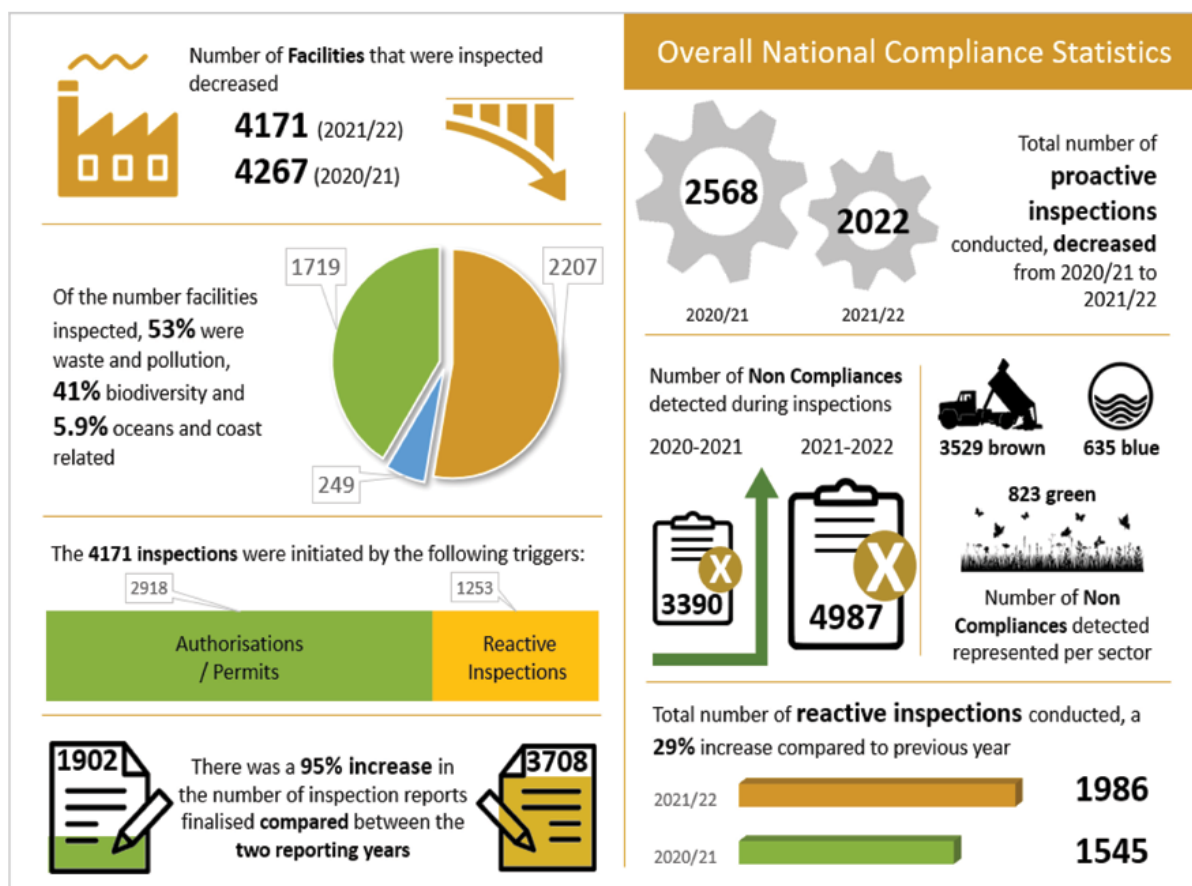 Number of Facilities that were inspected
decreased
4171 (2021/22)
4267 (2020/21)
1719
2207
249
Of the number facilities
inspected, 53% were
waste and pollution,
41% biodiversity and
5.9% oceans and coast
related
The 4171 inspections were initiated by the following triggers:
2918
1253
Authorisations
/ Permits
Reactive
Inspections
1902
There was a 95% increase in
the number of inspection reports
finalised compared between the
two reporting years
3708
Overall National Compliance Statistics
2568
2022
2020/21
2021/22
Total number of
proactive
inspections
conducted, decreased
from 2020/21 to
2021/22
Number of Non Compliances
detected during inspections
2020-2021
2021-2022
X
3390
X
4987
3529 brown
635 blue
823 green
Number of Non
Compliances detected
represented per sector
Total number of reactive inspections conducted, a
29% increase compared to previous year
2021/22
1986
2020/21
1545